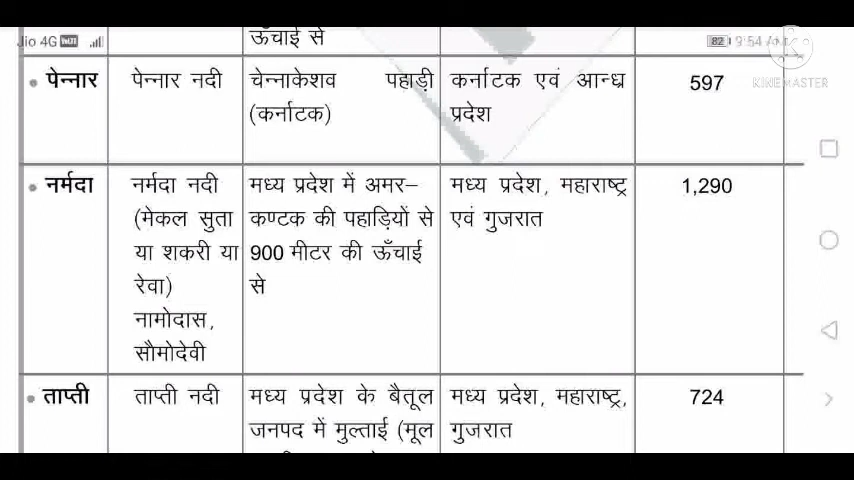 ऊँचाई से
Jio 4G VoLTE
82 9:54
KINEMASTER
• पेन्नार पेन्नार नदी चेन्नाकेशव पहाड़ी कर्नाटक एवं आन्ध्र 597
(कर्नाटक) प्रदेश
• नर्मदा नर्मदा नदी मध्य प्रदेश में अमर– मध्य प्रदेश, महाराष्ट्र 1,290
(मेकल सुता कण्टक की पहाड़ियों से एवं गुजरात
या शकरी या 900 मीटर की ऊँचाई
रेवा) से
नामोदास,
सौमोदेवी
• ताप्ती ताप्ती नदी मध्य प्रदेश के बैतूल मध्य प्रदेश, महाराष्ट्र, 724
जनपद में मुल्ताई (मूल गुजरात